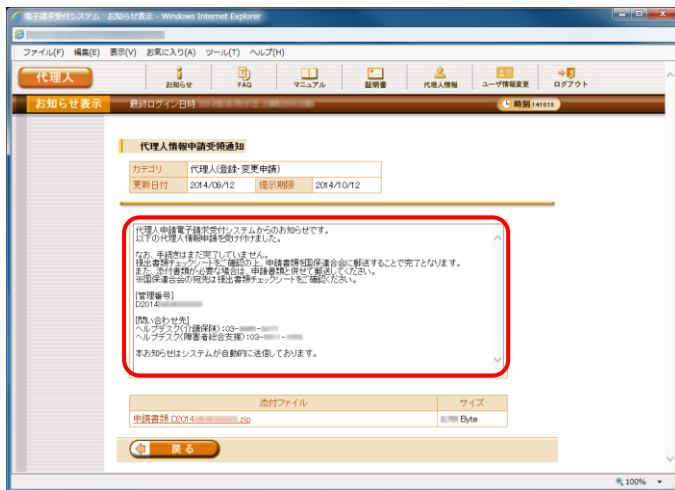 電子請求受付システム お知らせ表示 - Windows Internet Explorer
ファイル(F) 編集(E) 表示(V) お気に入り(A) ツール(T) ヘルプ(H)
代理人
お知らせ FAQ マニュアル 証明書 代理人情報 ユーザ情報変更 ログアウト
お知らせ表示 最終ログイン日時 時刻 141818
代理人情報申請受領通知
カテゴリ 代理人(登録・変更申請)
更新日付 2014/09/12 提示期限 2014/10/12
代理人申請電子請求受付システムからのお知らせです。
以下の代理人情報申請を受け付けました。
なお、手続きはまだ完了していません。
提出書類チェックシートをご確認の上、申請書類を国保連合会に郵送することで完了となります。
また、添付書類が必要な場合は、申請書類と併せて郵送してください。
※国保連合会の宛先は提出書類チェックシートをご確認ください。
[管理番号]
D2014
[問い合わせ先]
ヘルプデスク(介護保険):03-
ヘルプデスク(障害者総合支援):03-
本お知らせはシステムが自動的に送信しております。
添付ファイル サイズ
申請書類 D2014 .zip Byte
戻る
100%